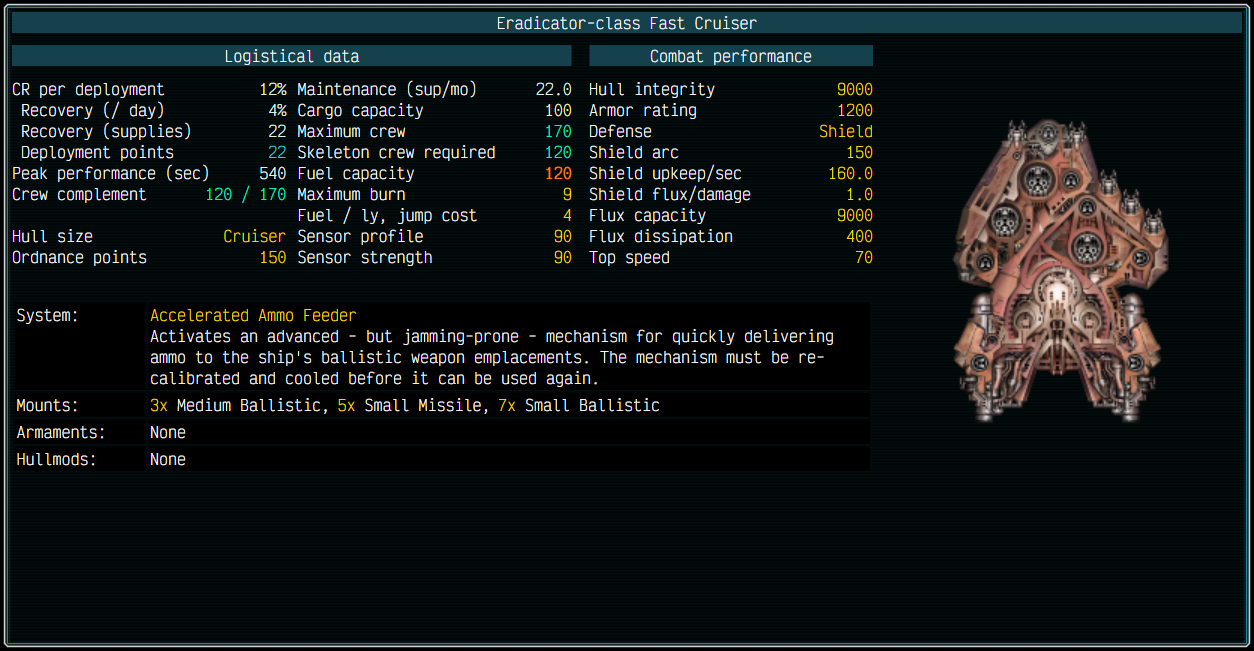 Eradicator-class Fast Cruiser
Logistical data
Combat performance
CR per deployment 12% Maintenance (sup/mo) 22.0 Hull integrity 9000
Recovery (/ day) 4% Cargo capacity 100 Armor rating 1200
Recovery (supplies) 22 Maximum crew 170 Defense Shield
Deployment points 22 Skeleton crew required 120 Shield arc 150
Peak performance (sec) 540 Fuel capacity 120 Shield upkeep/sec 160.0
Crew complement 120 / 170 Maximum burn 9 Shield flux/damage 1.0
Fuel / ly, jump cost 4 Flux capacity 9000
Hull size Cruiser Sensor profile 90 Flux dissipation 400
Ordnance points 150 Sensor strength 90 Top speed 70
System: Accelerated Ammo Feeder
Activates an advanced - but jamming-prone - mechanism for quickly delivering
ammo to the ship's ballistic weapon emplacements. The mechanism must be re-
calibrated and cooled before it can be used again.
Mounts: 3x Medium Ballistic, 5x Small Missile, 7x Small Ballistic
Armaments: None
Hullmods: None